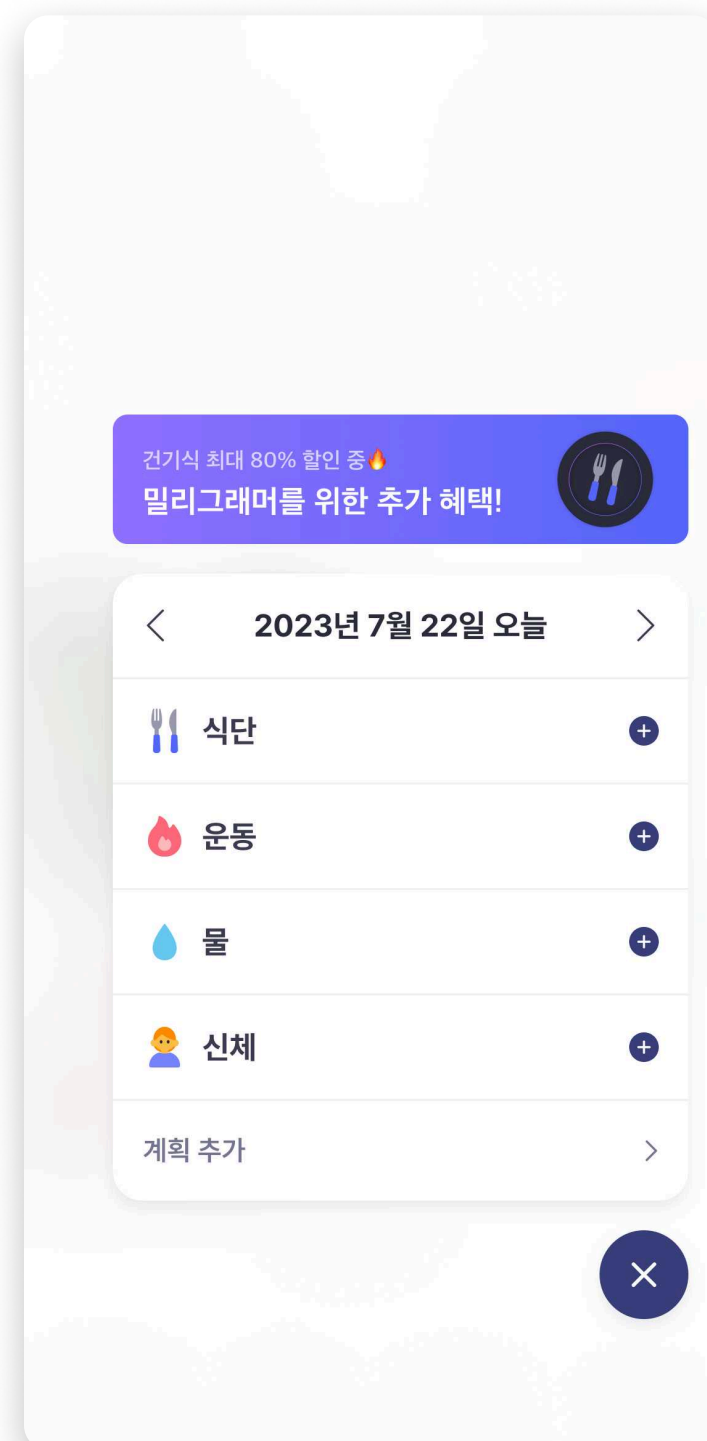 건기식 최대 80% 할인 중🔥
밀리그래머를 위한 추가 혜택!
2023년 7월 22일 오늘
식단
운동
물
신체
계획 추가